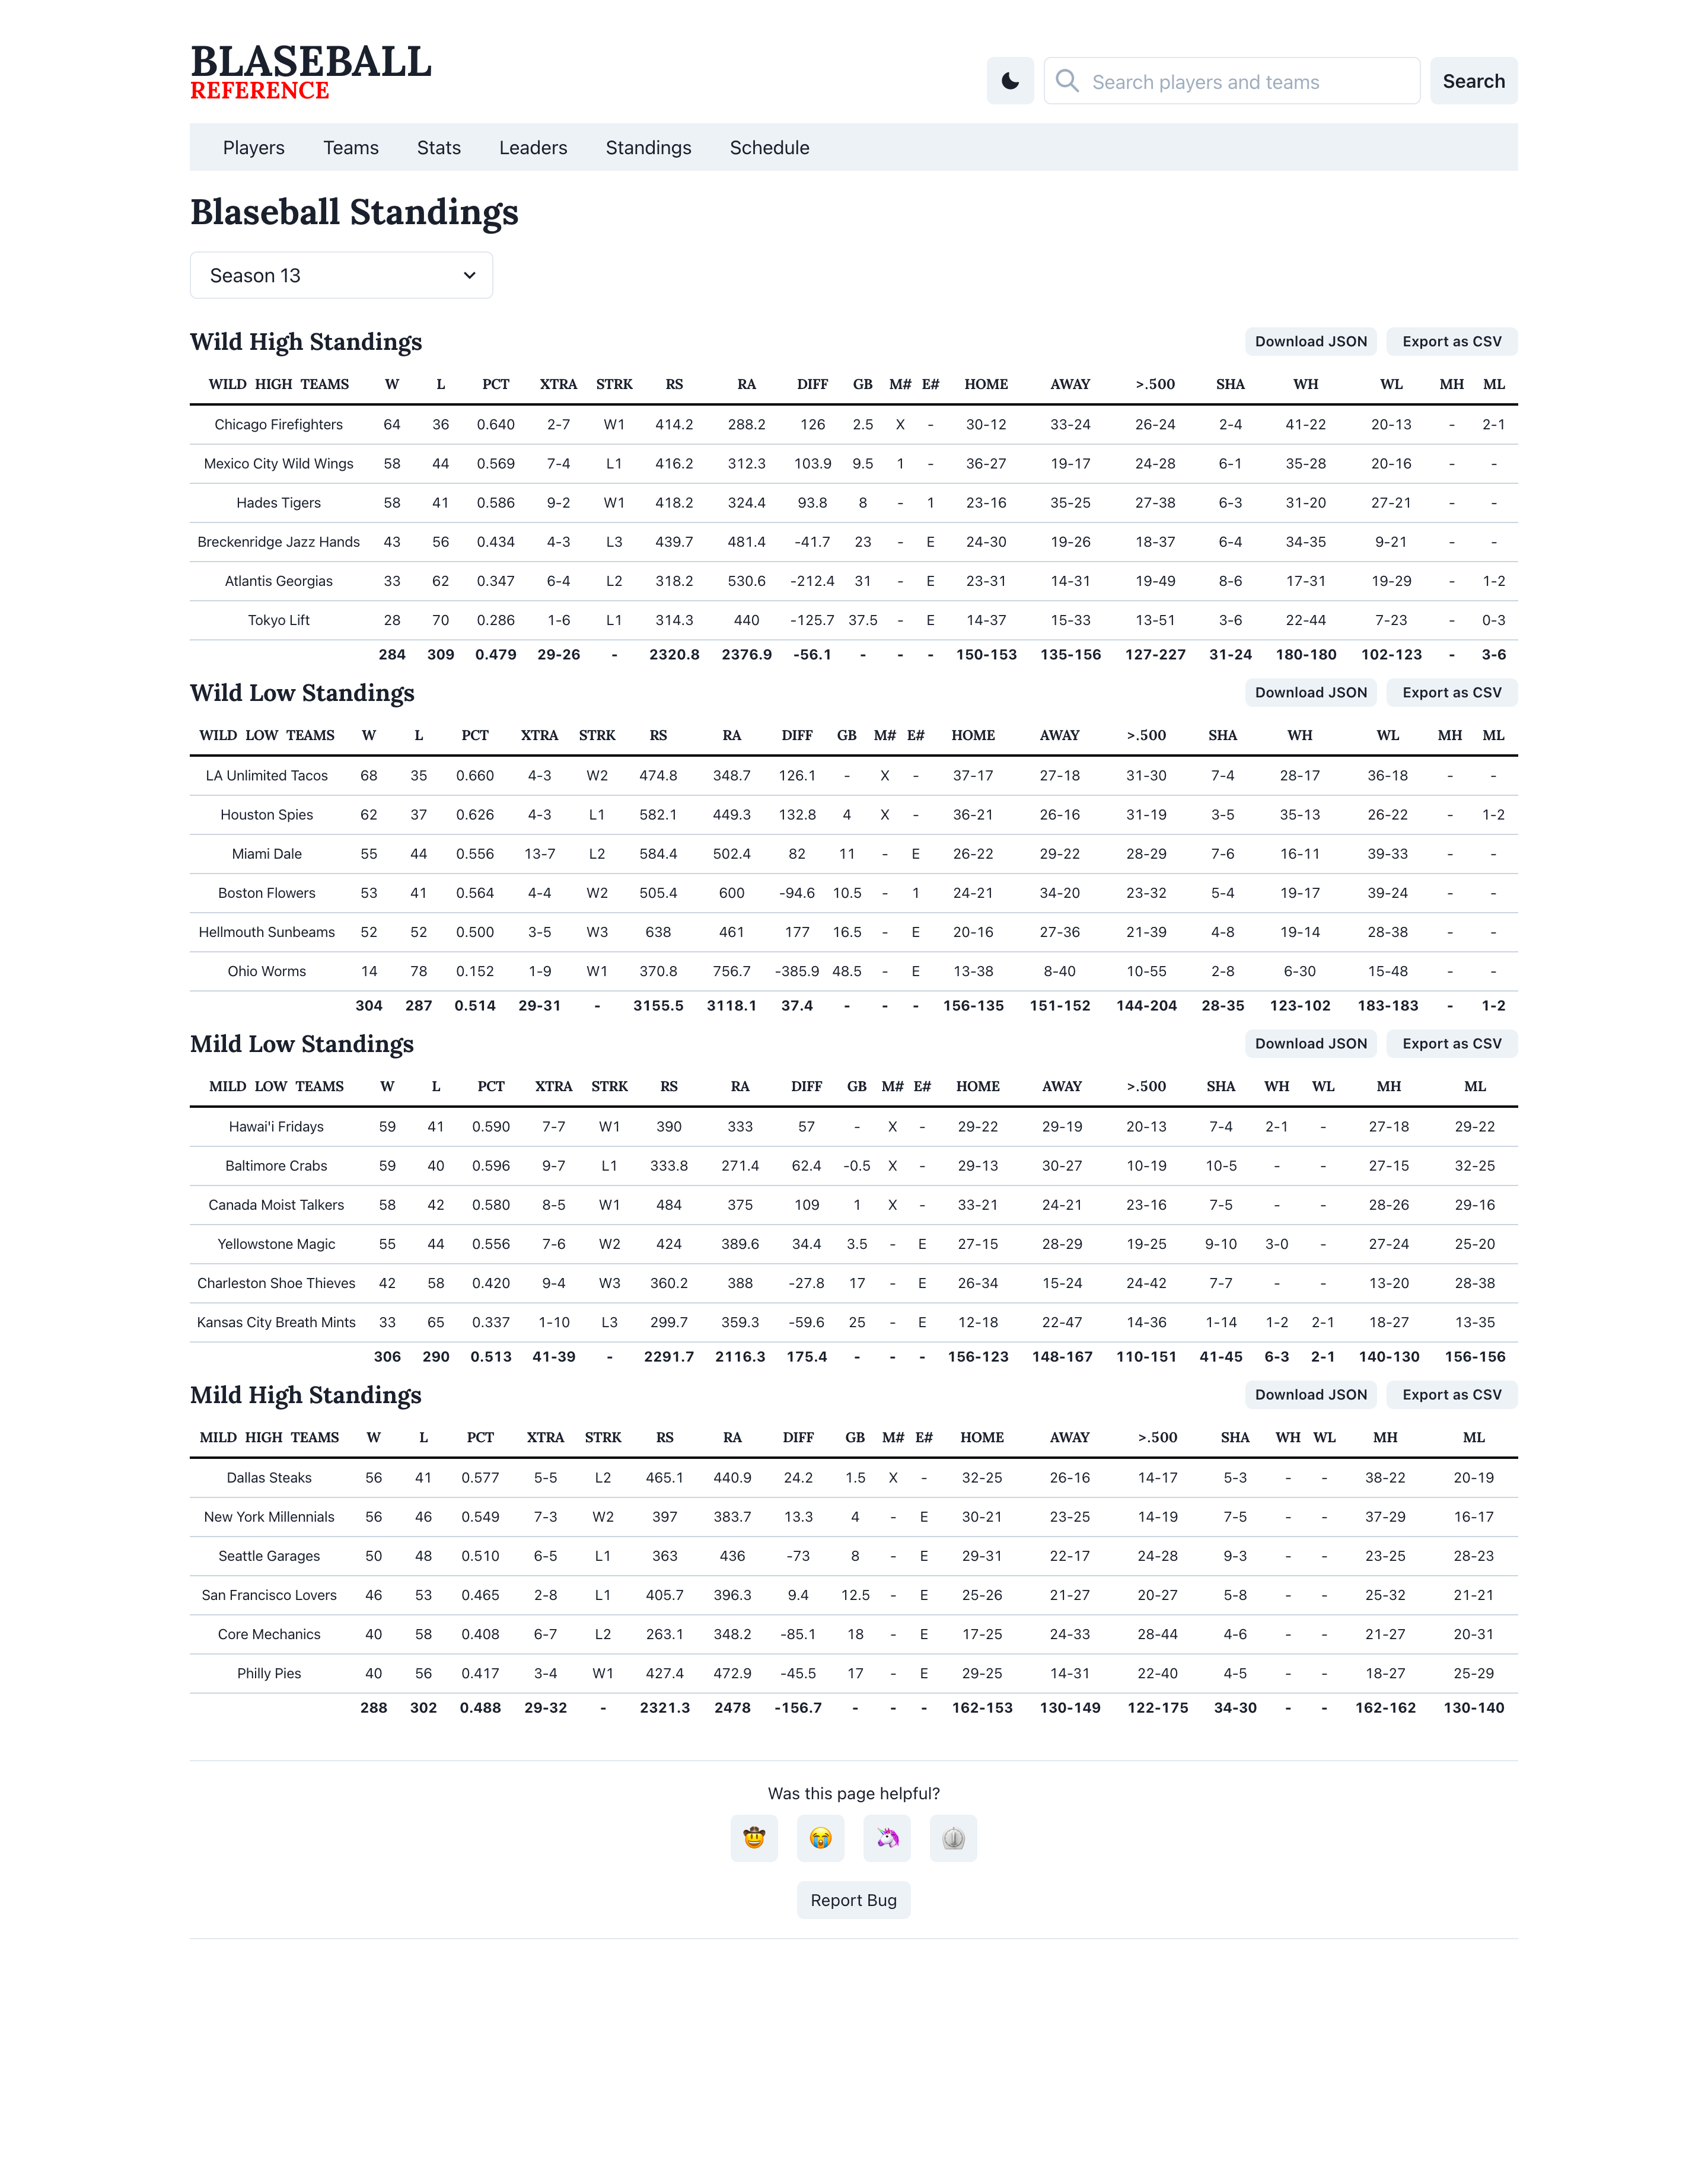 BLASEBALL
REFERENCE
Search players and teams
Search
Players Teams Stats Leaders Standings Schedule
Blaseball Standings
Season 13
Wild High Standings
Download JSON Export as CSV
WILD HIGH TEAMS W L PCT XTRA STRK RS RA DIFF GB M# E# HOME AWAY >.500 SHA WH WL MH ML
Chicago Firefighters 64 36 0.640 2-7 W1 414.2 288.2 126 2.5 X - 30-12 33-24 26-24 2-4 41-22 20-13 - 2-1
Mexico City Wild Wings 58 44 0.569 7-4 L1 416.2 312.3 103.9 9.5 1 - 36-27 19-17 24-28 6-1 35-28 20-16 - -
Hades Tigers 58 41 0.586 9-2 W1 418.2 324.4 93.8 8 - 1 23-16 35-25 27-38 6-3 31-20 27-21 - -
Breckenridge Jazz Hands 43 56 0.434 4-3 L3 439.7 481.4 -41.7 23 - E 24-30 19-26 18-37 6-4 34-35 9-21 - -
Atlantis Georgias 33 62 0.347 6-4 L2 318.2 530.6 -212.4 31 - E 23-31 14-31 19-49 8-6 17-31 19-29 - 1-2
Tokyo Lift 28 70 0.286 1-6 L1 314.3 440 -125.7 37.5 - E 14-37 15-33 13-51 3-6 22-44 7-23 - 0-3
284 309 0.479 29-26 - 2320.8 2376.9 -56.1 - - - 150-153 135-156 127-227 31-24 180-180 102-123 - 3-6
Wild Low Standings
Download JSON Export as CSV
WILD LOW TEAMS W L PCT XTRA STRK RS RA DIFF GB M# E# HOME AWAY >.500 SHA WH WL MH ML
LA Unlimited Tacos 68 35 0.660 4-3 W2 474.8 348.7 126.1 - X - 37-17 27-18 31-30 7-4 28-17 36-18 - -
Houston Spies 62 37 0.626 4-3 L1 582.1 449.3 132.8 4 X - 36-21 26-16 31-19 3-5 35-13 26-22 - 1-2
Miami Dale 55 44 0.556 13-7 L2 584.4 502.4 82 11 - E 26-22 29-22 28-29 7-6 16-11 39-33 - -
Boston Flowers 53 41 0.564 4-4 W2 505.4 600 -94.6 10.5 - 1 24-21 34-20 23-32 5-4 19-17 39-24 - -
Hellmouth Sunbeams 52 52 0.500 3-5 W3 638 461 177 16.5 - E 20-16 27-36 21-39 4-8 19-14 28-38 - -
Ohio Worms 14 78 0.152 1-9 W1 370.8 756.7 -385.9 48.5 - E 13-38 8-40 10-55 2-8 6-30 15-48 - -
304 287 0.514 29-31 - 3155.5 3118.1 37.4 - - - 156-135 151-152 144-204 28-35 123-102 183-183 - 1-2
Mild Low Standings
Download JSON Export as CSV
MILD LOW TEAMS W L PCT XTRA STRK RS RA DIFF GB M# E# HOME AWAY >.500 SHA WH WL MH ML
Hawai'i Fridays 59 41 0.590 7-7 W1 390 333 57 - X - 29-22 29-19 20-13 7-4 2-1 - 27-18 29-22
Baltimore Crabs 59 40 0.596 9-7 L1 333.8 271.4 62.4 -0.5 X - 29-13 30-27 10-19 10-5 - - 27-15 32-25
Canada Moist Talkers 58 42 0.580 8-5 W1 484 375 109 1 X - 33-21 24-21 23-16 7-5 - - 28-26 29-16
Yellowstone Magic 55 44 0.556 7-6 W2 424 389.6 34.4 3.5 - E 27-15 28-29 19-25 9-10 3-0 - 27-24 25-20
Charleston Shoe Thieves 42 58 0.420 9-4 W3 360.2 388 -27.8 17 - E 26-34 15-24 24-42 7-7 - - 13-20 28-38
Kansas City Breath Mints 33 65 0.337 1-10 L3 299.7 359.3 -59.6 25 - E 12-18 22-47 14-36 1-14 1-2 2-1 18-27 13-35
306 290 0.513 41-39 - 2291.7 2116.3 175.4 - - - 156-123 148-167 110-151 41-45 6-3 2-1 140-130 156-156
Mild High Standings
Download JSON Export as CSV
MILD HIGH TEAMS W L PCT XTRA STRK RS RA DIFF GB M# E# HOME AWAY >.500 SHA WH WL MH ML
Dallas Steaks 56 41 0.577 5-5 L2 465.1 440.9 24.2 1.5 X - 32-25 26-16 14-17 5-3 - - 38-22 20-19
New York Millennials 56 46 0.549 7-3 W2 397 383.7 13.3 4 - E 30-21 23-25 14-19 7-5 - - 37-29 16-17
Seattle Garages 50 48 0.510 6-5 L1 363 436 -73 8 - E 29-31 22-17 24-28 9-3 - - 23-25 28-23
San Francisco Lovers 46 53 0.465 2-8 L1 405.7 396.3 9.4 12.5 - E 25-26 21-27 20-27 5-8 - - 25-32 21-21
Core Mechanics 40 58 0.408 6-7 L2 263.1 348.2 -85.1 18 - E 17-25 24-33 28-44 4-6 - - 21-27 20-31
Philly Pies 40 56 0.417 3-4 W1 427.4 472.9 -45.5 17 - E 29-25 14-31 22-40 4-5 - - 18-27 25-29
288 302 0.488 29-32 - 2321.3 2478 -156.7 - - - 162-153 130-149 122-175 34-30 - - 162-162 130-140
Was this page helpful?
Report Bug